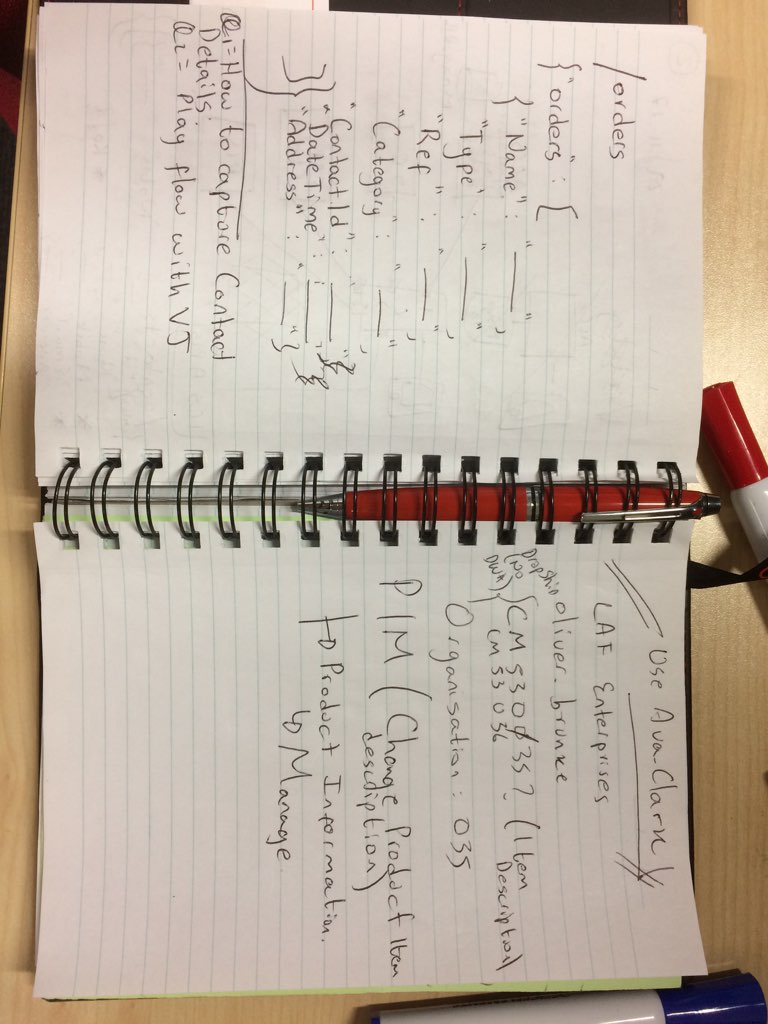 /orders
{"orders" : [
{ "Name" : "____",
"Type" : "____",
"Ref" : "____",
"Category" : "____",
"ContactId" : "____"
"DateTime" : "____"
"Address" : "____" }
Q1=How to capture Contact
Details:
Q2= Play flow with VJ
Use Ava-Clark
LAF Enterprises
oliver.brunke
Dropship
(No
{CM 530035? (Item
Description)
CM 53 036
Organisation : 035
PIM (Change Product Item
description)
→ Product Information.
↳ Manage